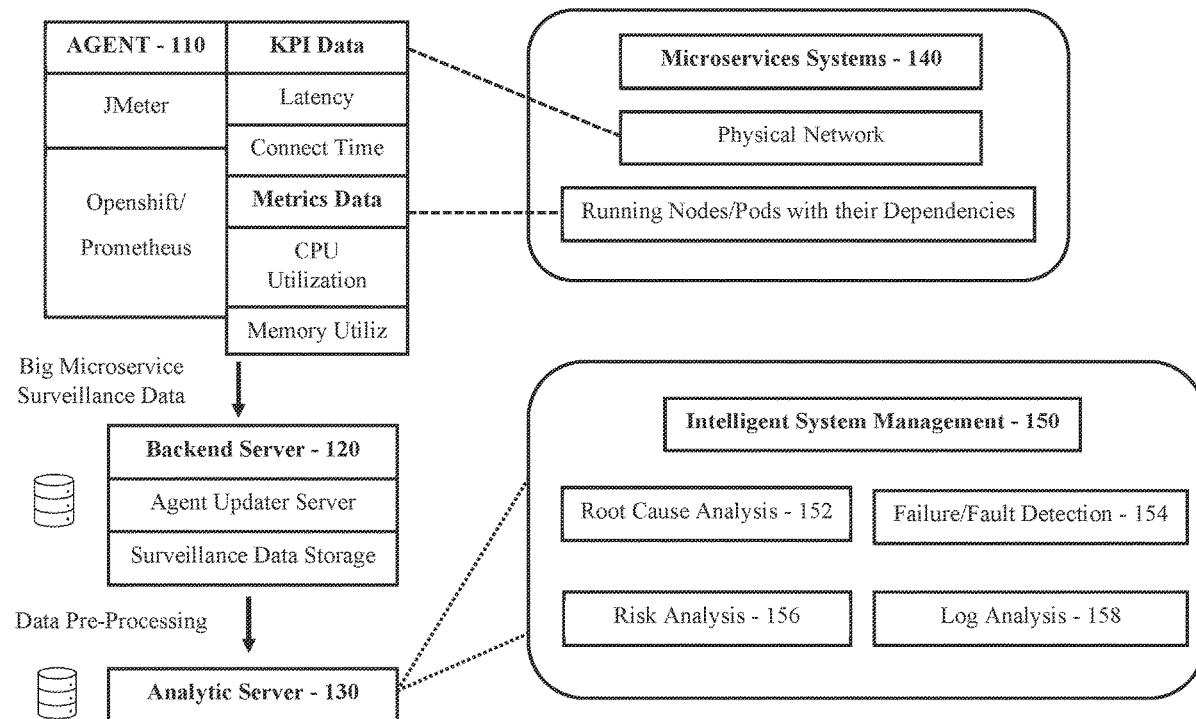 AGENT - 110
KPI Data
JMeter
Latency
Connect Time
Openshift/
Prometheus
Metrics Data
CPU
Utilization
Memory Utiliz
Microservices Systems - 140
Physical Network
Running Nodes/Pods with their Dependencies
Big Microservice
Surveillance Data
Backend Server - 120
Agent Updater Server
Surveillance Data Storage
Data Pre-Processing
Analytic Server - 130
Intelligent System Management - 150
Root Cause Analysis - 152
Failure/Fault Detection - 154
Risk Analysis - 156
Log Analysis - 158